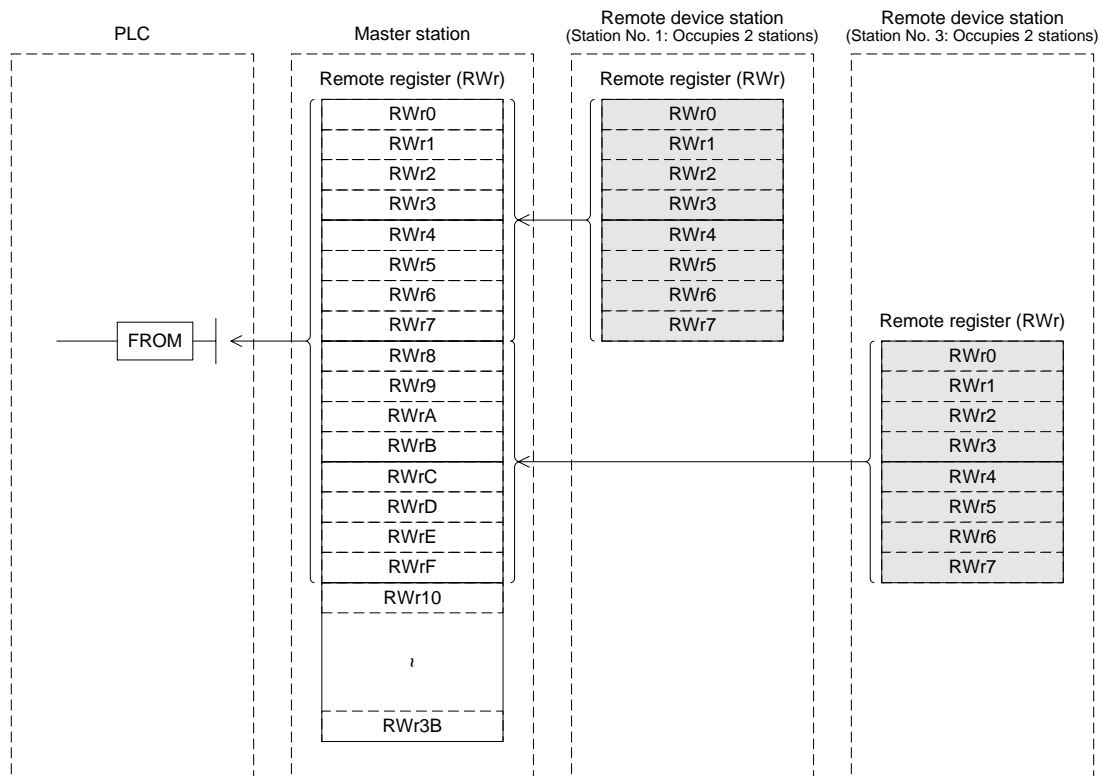 PLC
Master station
Remote device station
(Station No. 1: Occupies 2 stations)
Remote device station
(Station No. 3: Occupies 2 stations)
Remote register (RWr)
RWr0
RWr1
RWr2
RWr3
RWr4
RWr5
RWr6
RWr7
RWr8
RWr9
RWrA
RWrB
RWrC
RWrD
RWrE
RWrF
RWr10
~
RWr3B
Remote register (RWr)
RWr0
RWr1
RWr2
RWr3
RWr4
RWr5
RWr6
RWr7
Remote register (RWr)
RWr0
RWr1
RWr2
RWr3
RWr4
RWr5
RWr6
RWr7
FROM